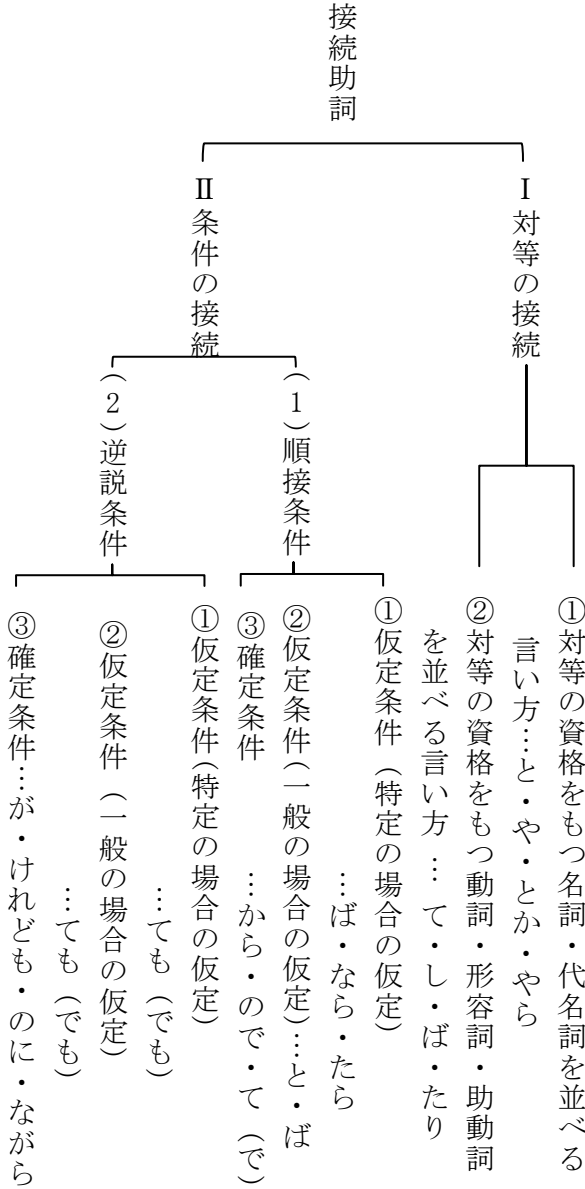 接続助詞
Ⅰ対等の接続
①対等の資格をもつ名詞・代名詞を並べる
言い方…と・や・とか・やら
②対等の資格をもつ動詞・形容詞・助動詞
を並べる言い方…て・し・ば・たり
Ⅱ条件の接続
(1)順接条件
①仮定条件(特定の場合の仮定)
…ば・なら・たら
②仮定条件(一般の場合の仮定)…と・ば
③確定条件
…から・ので・て(で)
(2)逆説条件
①仮定条件(特定の場合の仮定)
…ても(でも)
②仮定条件(一般の場合の仮定)
…ても(でも)
③確定条件…が・けれども・のに・ながら